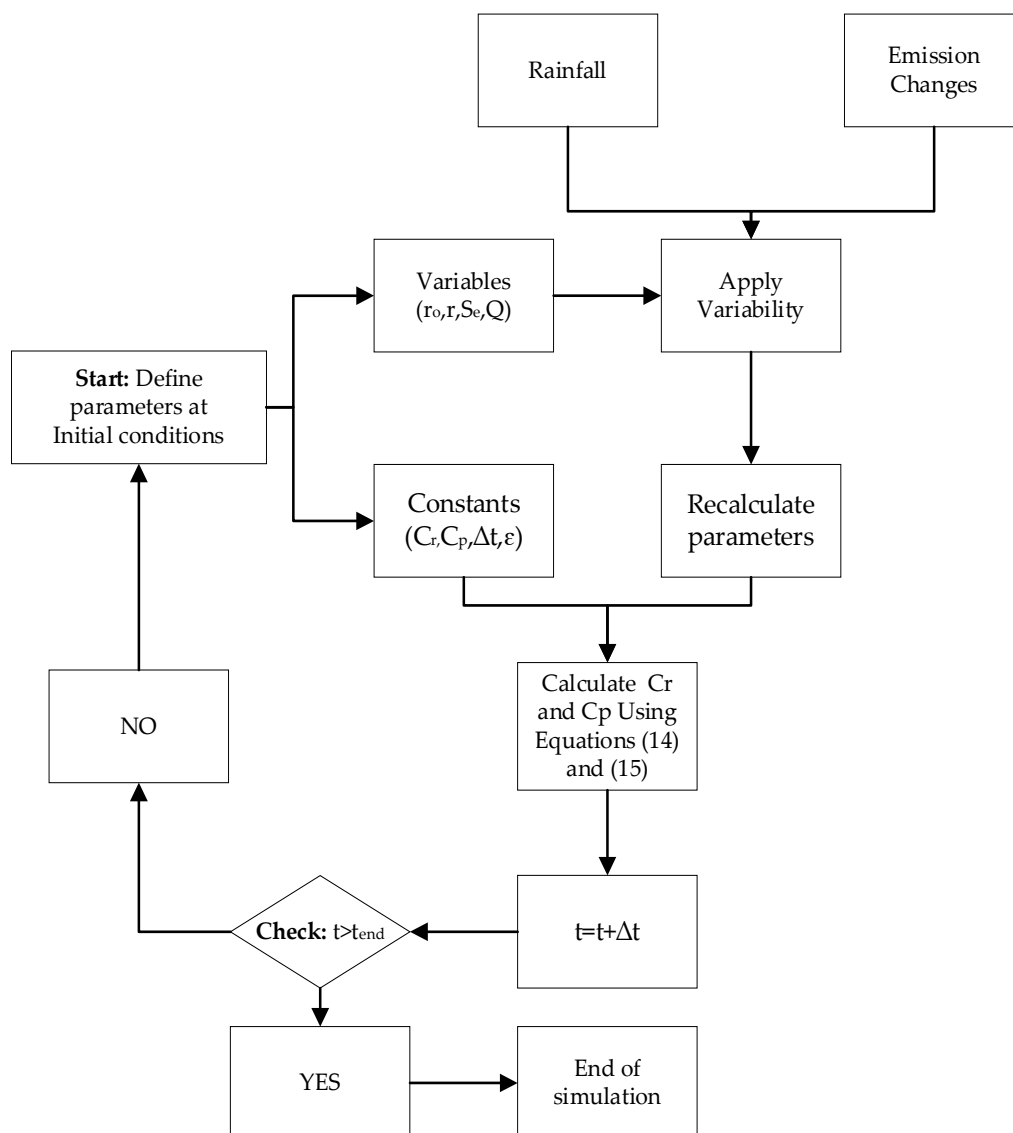 Rainfall
Emission
Changes
Variables
(r₀,r,Sₑ,Q)
Apply
Variability
Start: Define
parameters at
Initial conditions
Constants
(Cᵣ,Cₚ,Δt,ε)
Recalculate
parameters
Calculate Cr
and Cp Using
Equations (14)
and (15)
NO
Check: t>tend
t=t+Δt
YES
End of
simulation